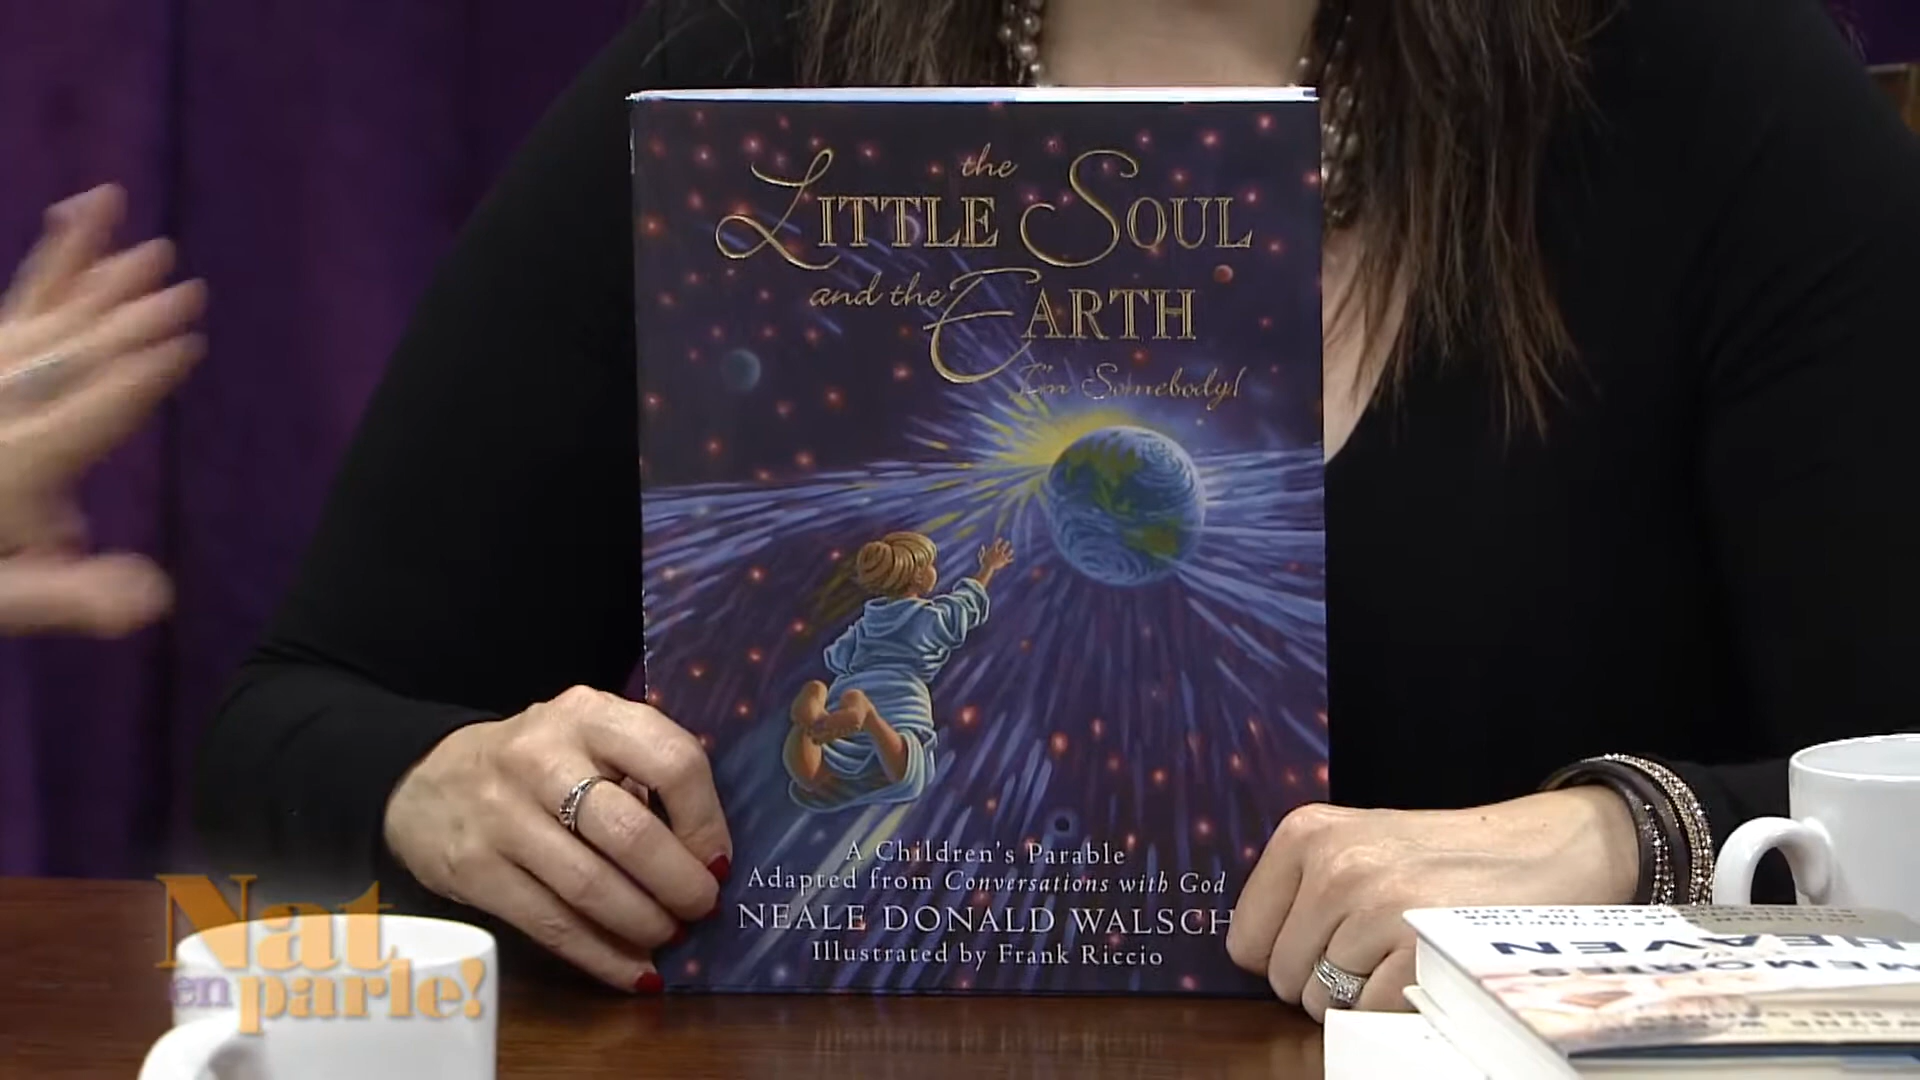 the
LITTLE SOUL
and the EARTH
I'm Somebody!
A Children's Parable
Adapted from Conversations with God
NEALE DONALD WALSCH
Illustrated by Frank Riccio
Nat
en parle!
MEMORIES
HEAVEN